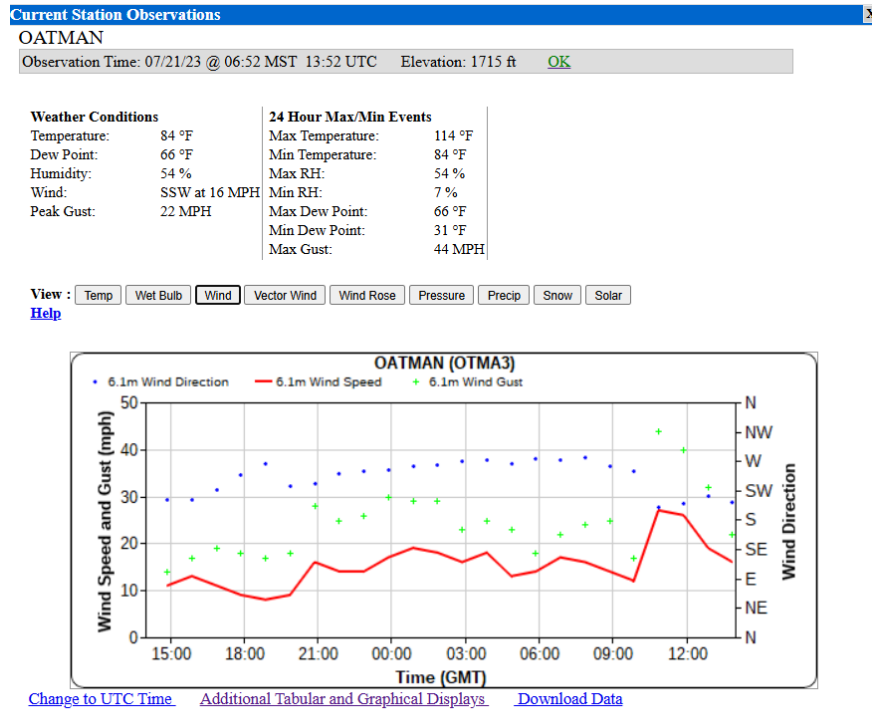 Current Station Observations X
OATMAN
Observation Time: 07/21/23 @ 06:52 MST 13:52 UTC Elevation: 1715 ft OK
Weather Conditions
Temperature: 84 °F
Dew Point: 66 °F
Humidity: 54 %
Wind: SSW at 16 MPH
Peak Gust: 22 MPH
24 Hour Max/Min Events
Max Temperature: 114 °F
Min Temperature: 84 °F
Max RH: 54 %
Min RH: 7 %
Max Dew Point: 66 °F
Min Dew Point: 31 °F
Max Gust: 44 MPH
View : Temp Wet Bulb Wind Vector Wind Wind Rose Pressure Precip Snow Solar
Help
OATMAN (OTMA3)
6.1m Wind Direction 6.1m Wind Speed 6.1m Wind Gust
Wind Speed and Gust (mph)
50
40
30
20
10
0
N
NW
W
SW
S
SE
E
NE
N
Wind Direction
15:00 18:00 21:00 00:00 03:00 06:00 09:00 12:00
Time (GMT)
Change to UTC Time Additional Tabular and Graphical Displays Download Data